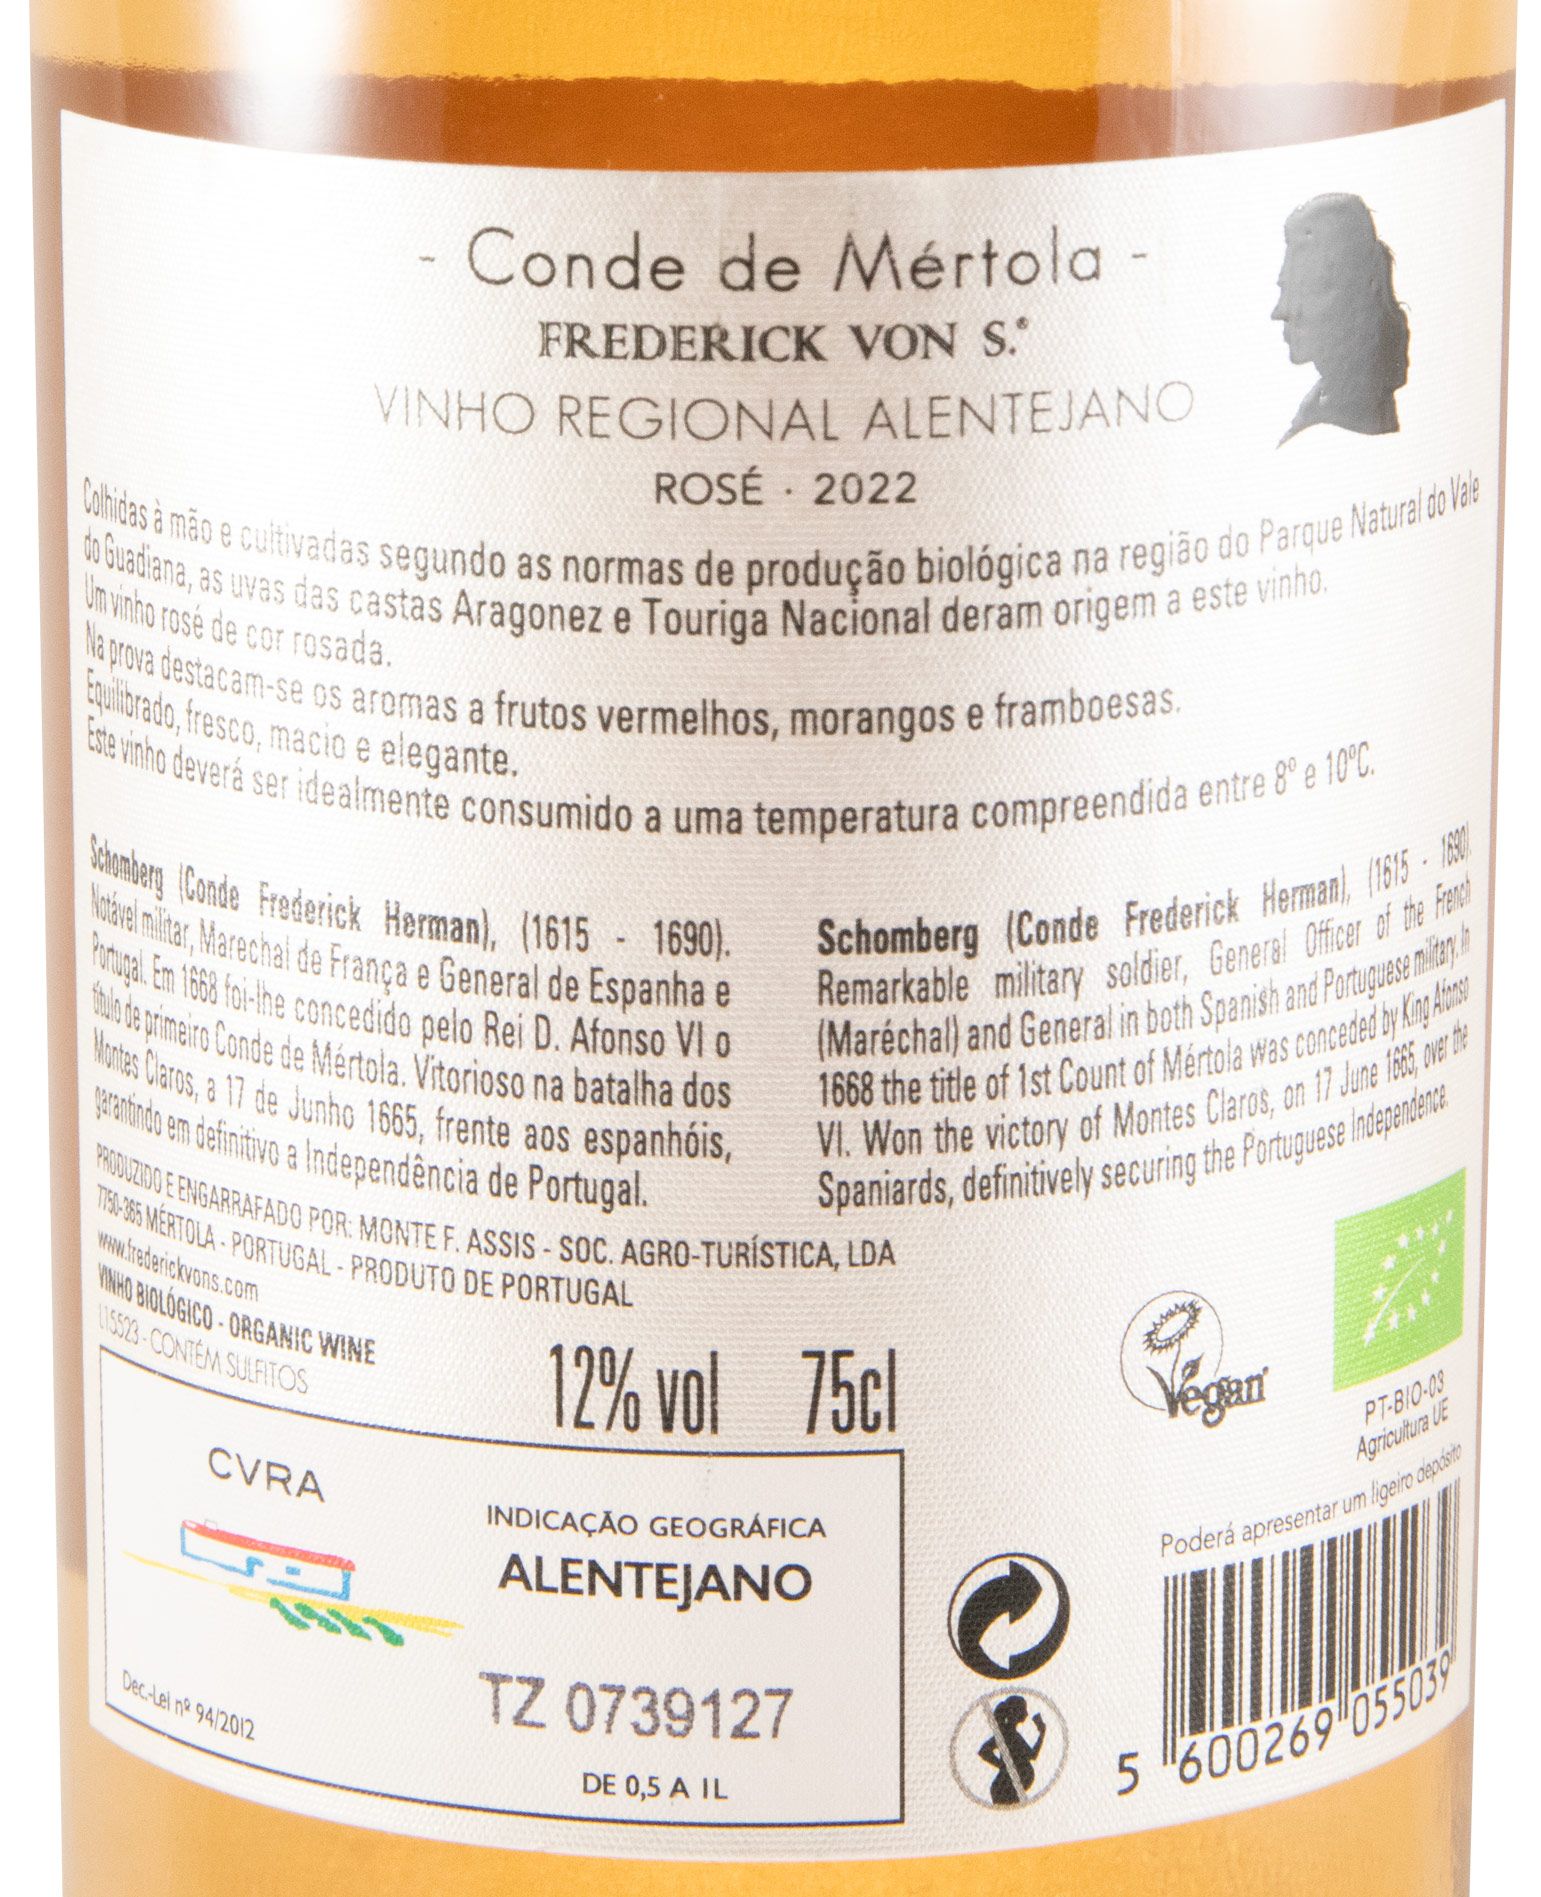 - Conde de Mértola -
FREDERICK VON S.®
VINHO REGIONAL ALENTEJANO
ROSÉ · 2022
Colhidas à mão e cultivadas segundo as normas de produção biológica na região do Parque Natural do Vale
do Guadiana, as uvas das castas Aragonez e Touriga Nacional deram origem a este vinho.
Um vinho rosé de cor rosada.
Na prova destacam-se os aromas a frutos vermelhos, morangos e framboesas.
Equilibrado, fresco, macio e elegante.
Este vinho deverá ser idealmente consumido a uma temperatura compreendida entre 8º e 10ºC.
Schomberg (Conde Frederick Herman), (1615 - 1690).
Notável militar, Marechal de França e General de Espanha e
Portugal. Em 1668 foi-lhe concedido pelo Rei D. Afonso VI o
título de primeiro Conde de Mértola. Vitorioso na batalha dos
Montes Claros, a 17 de Junho 1665, frente aos espanhóis,
garantindo em definitivo a Independência de Portugal.
Schomberg (Conde Frederick Herman), (1615 - 1690).
Remarkable military soldier, General Officer of the French
(Maréchal) and General in both Spanish and Portuguese military. In
1668 the title of 1st Count of Mértola was conceded by King Afonso
VI. Won the victory of Montes Claros, on 17 June 1665, over the
Spaniards, definitively securing the Portuguese Independence.
PRODUZIDO E ENGARRAFADO POR: MONTE F. ASSIS - SOC. AGRO-TURÍSTICA, LDA
7750-365 MÉRTOLA - PORTUGAL - PRODUTO DE PORTUGAL
www.frederickvons.com
VINHO BIOLÓGICO - ORGANIC WINE
L15523 - CONTÉM SULFITOS
12% vol 75cl
Vegan
PT-BIO-03
Agricultura UE
Poderá apresentar um ligeiro depósito
CVRA
INDICAÇÃO GEOGRÁFICA
ALENTEJANO
TZ 0739127
Dec.-Lei nº 94/2012
DE 0,5 A 1L
5 600269 055039